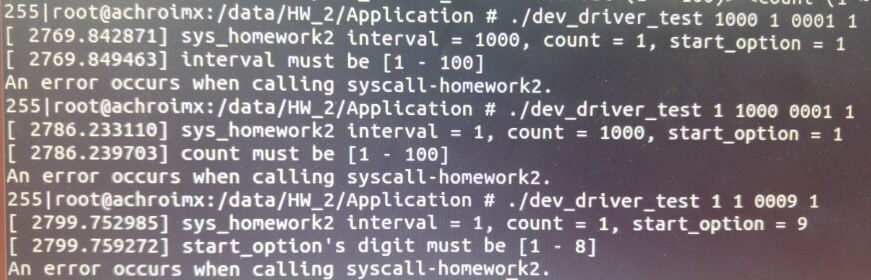 255|root@achroimx:/data/HW_2/Application # ./dev_driver_test 1000 1 0001 1
[ 2769.842871] sys_homework2 interval = 1000, count = 1, start_option = 1
[ 2769.849463] interval must be [1 - 100]
An error occurs when calling syscall-homework2.
255|root@achroimx:/data/HW_2/Application # ./dev_driver_test 1 1000 0001 1
[ 2786.233110] sys_homework2 interval = 1, count = 1000, start_option = 1
[ 2786.239703] count must be [1 - 100]
An error occurs when calling syscall-homework2.
255|root@achroimx:/data/HW_2/Application # ./dev_driver_test 1 1 0009 1
[ 2799.752985] sys_homework2 interval = 1, count = 1, start_option = 9
[ 2799.759272] start_option's digit must be [1 - 8]
An error occurs when calling syscall-homework2.